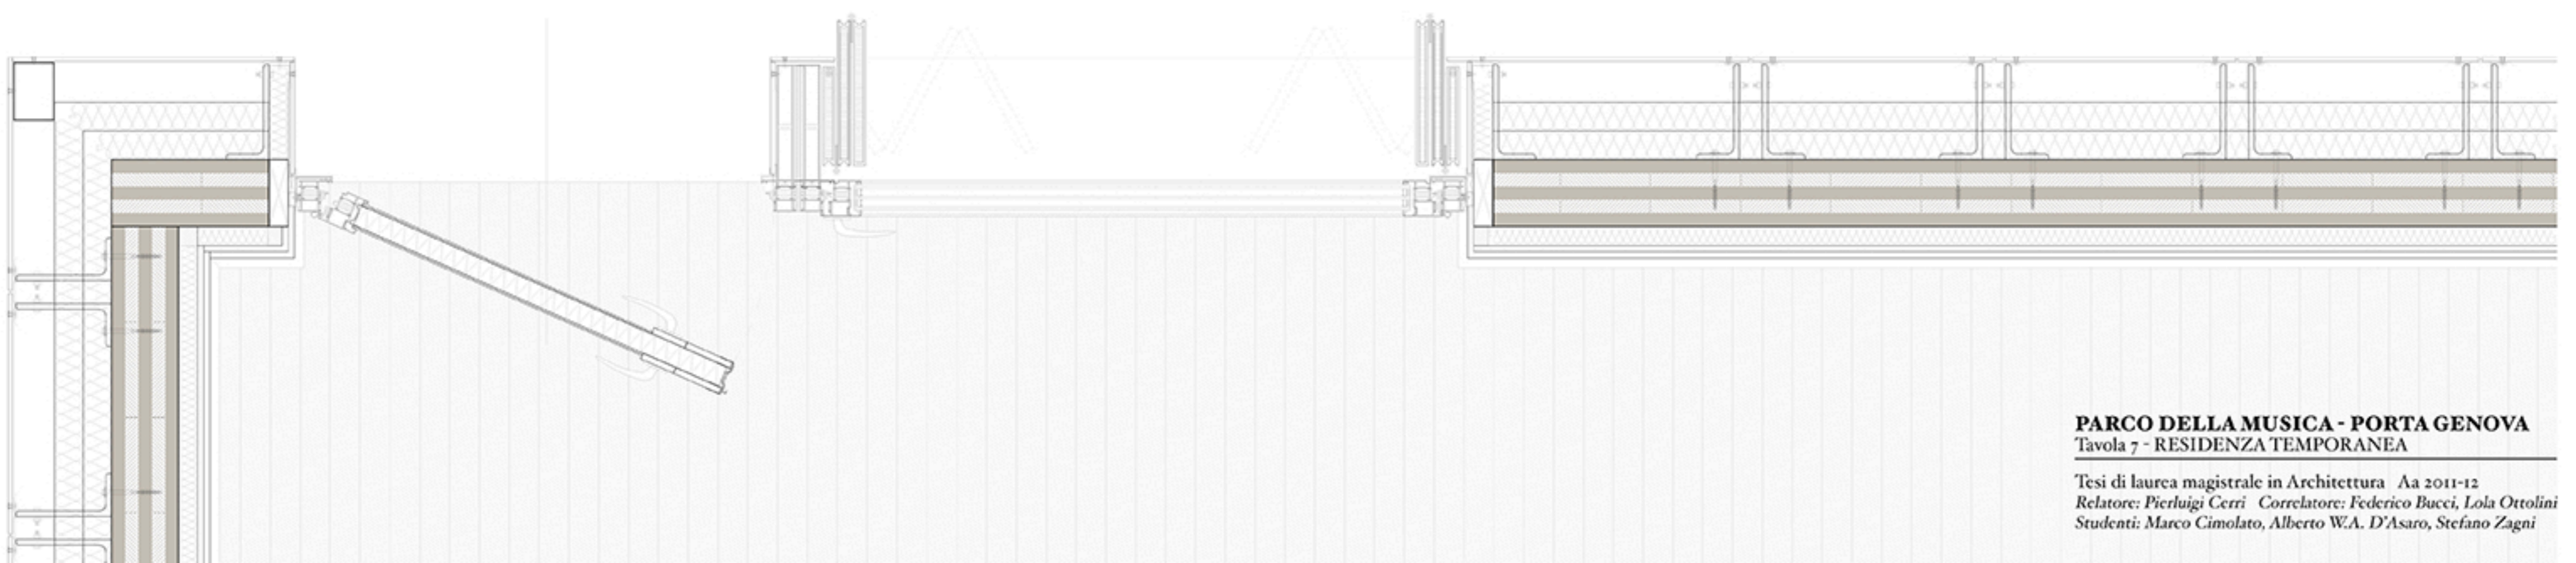 PARCO DELLA MUSICA - PORTA GENOVA
Tavola 7 - RESIDENZA TEMPORANEA
Tesi di laurea magistrale in Architettura Aa 2011-12
Relatore: Pierluigi Cerri Correlatore: Federico Bucci, Lola Ottolini
Studenti: Marco Cimolato, Alberto W.A. D'Asaro, Stefano Zagni